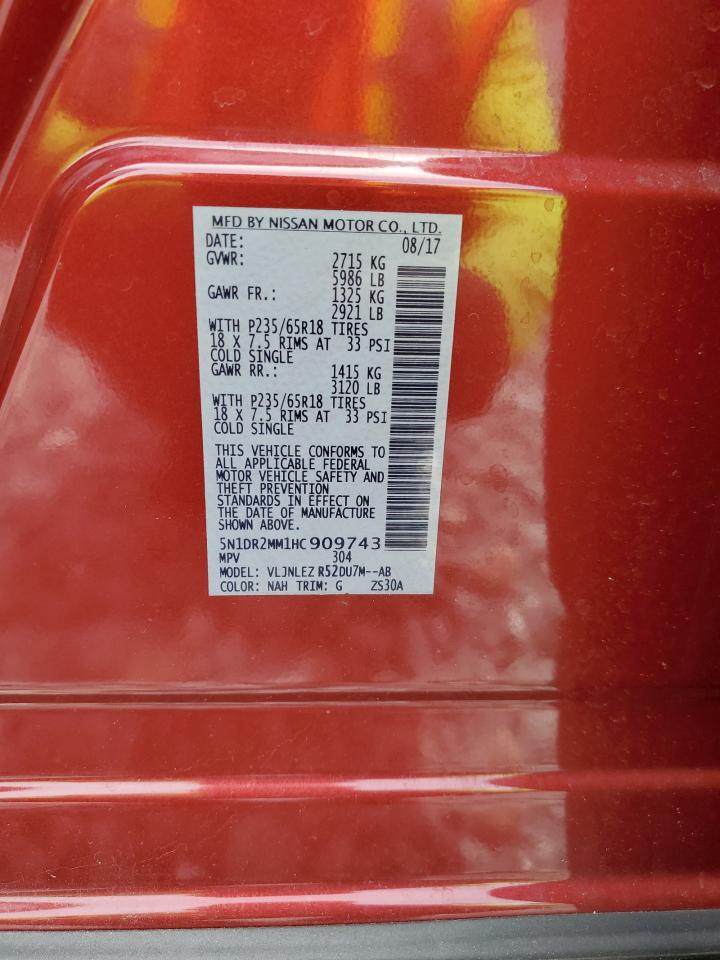 MFD BY NISSAN MOTOR CO., LTD.
DATE: 08/17
GVWR: 2715 KG
5986 LB
GAWR FR.: 1325 KG
2921 LB
WITH P235/65R18 TIRES
18 X 7.5 RIMS AT 33 PSI
COLD SINGLE
GAWR RR.: 1415 KG
3120 LB
WITH P235/65R18 TIRES
18 X 7.5 RIMS AT 33 PSI
COLD SINGLE
THIS VEHICLE CONFORMS TO
ALL APPLICABLE FEDERAL
MOTOR VEHICLE SAFETY AND
THEFT PREVENTION
STANDARDS IN EFFECT ON
THE DATE OF MANUFACTURE
SHOWN ABOVE.
5N1DR2MM1HC909743
MPV 304
MODEL: VLJNLEZ R52DU7M--AB
COLOR: NAH TRIM: G ZS30A